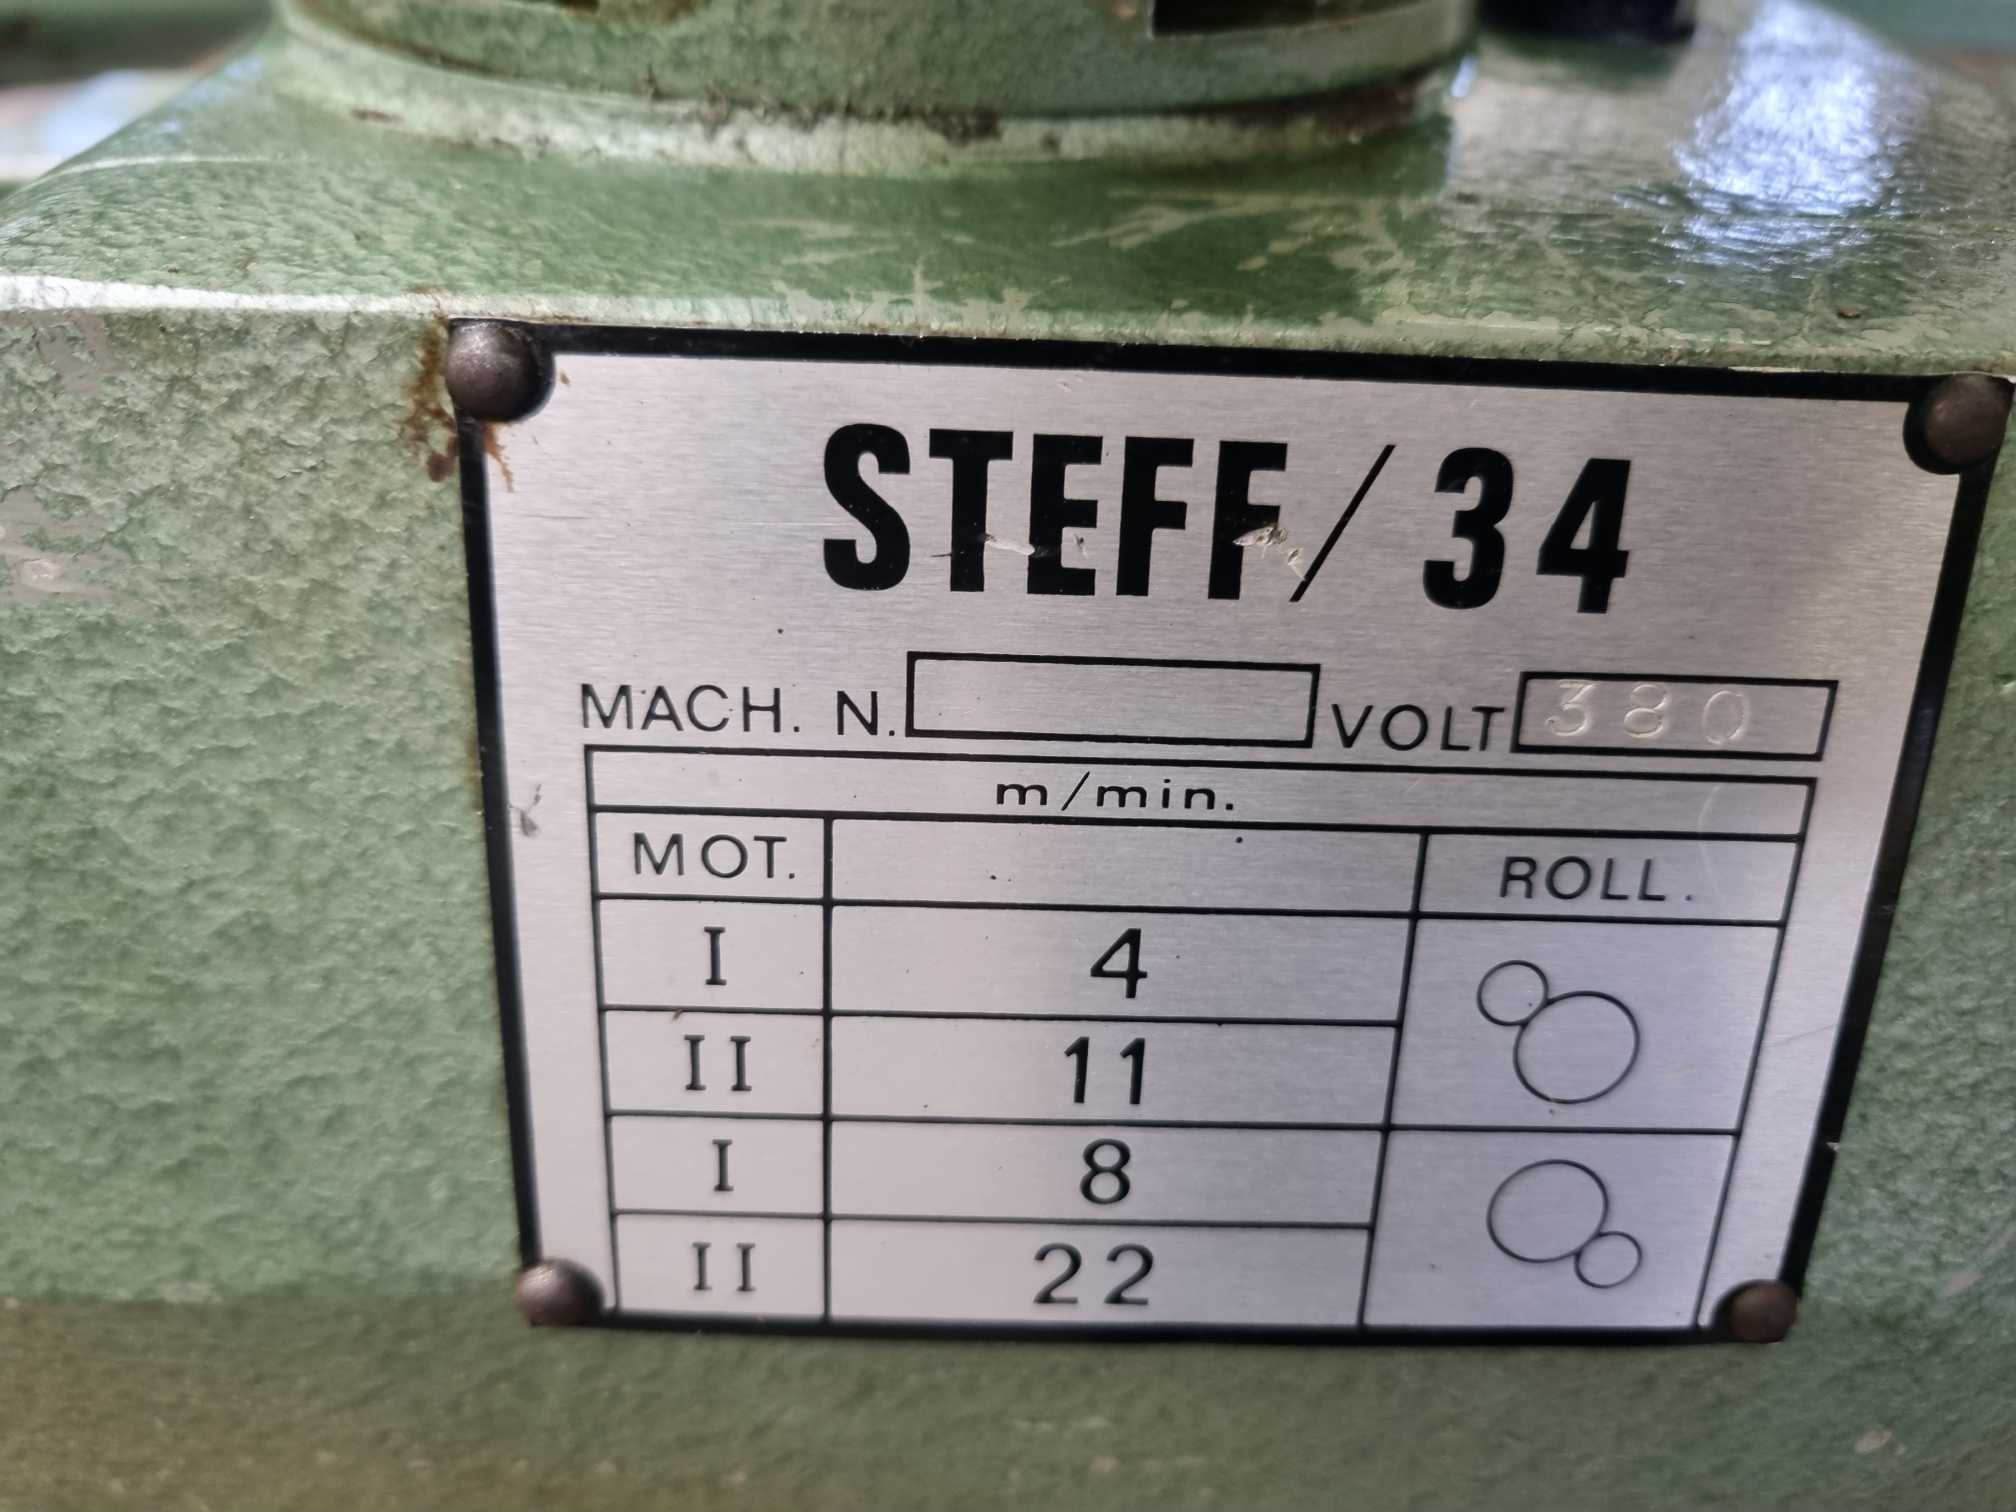 STEFF/34
MACH. N. VOLT 380
m/min.
MOT. ROLL.
I 4
II 11
I 8
II 22